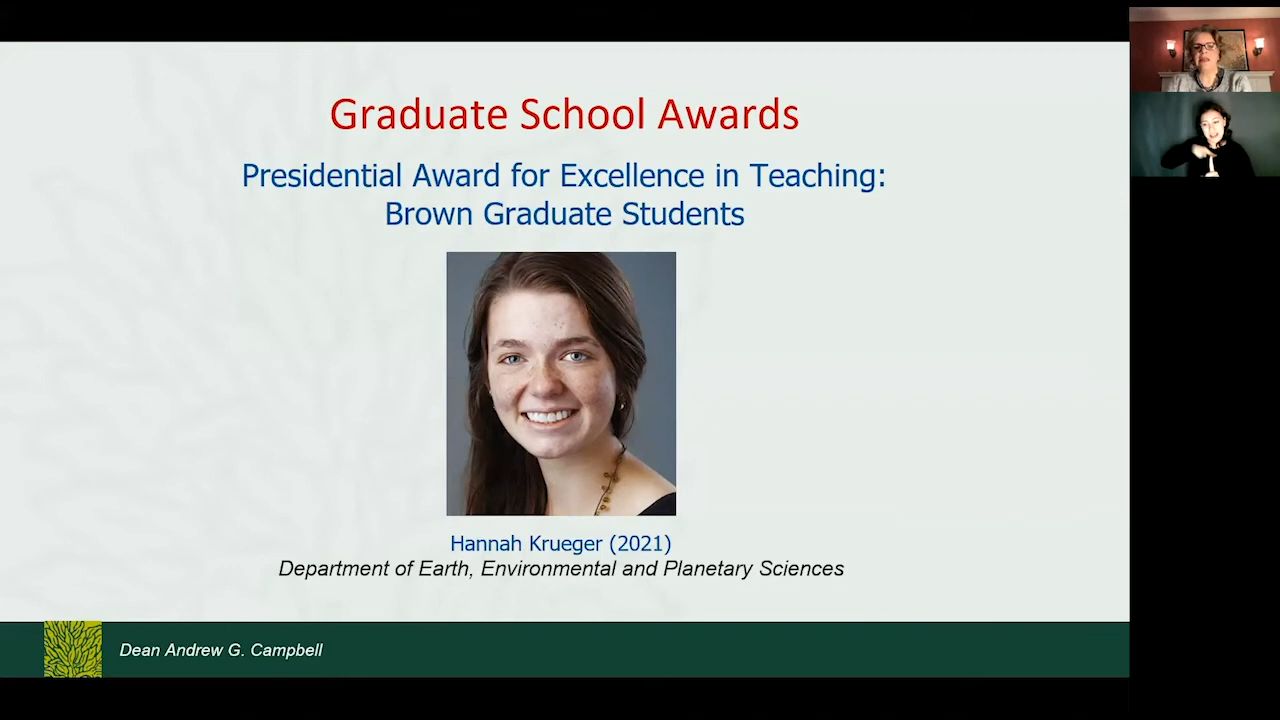 Graduate School Awards
Presidential Award for Excellence in Teaching:
Brown Graduate Students
Hannah Krueger (2021)
Department of Earth, Environmental and Planetary Sciences
Dean Andrew G. Campbell